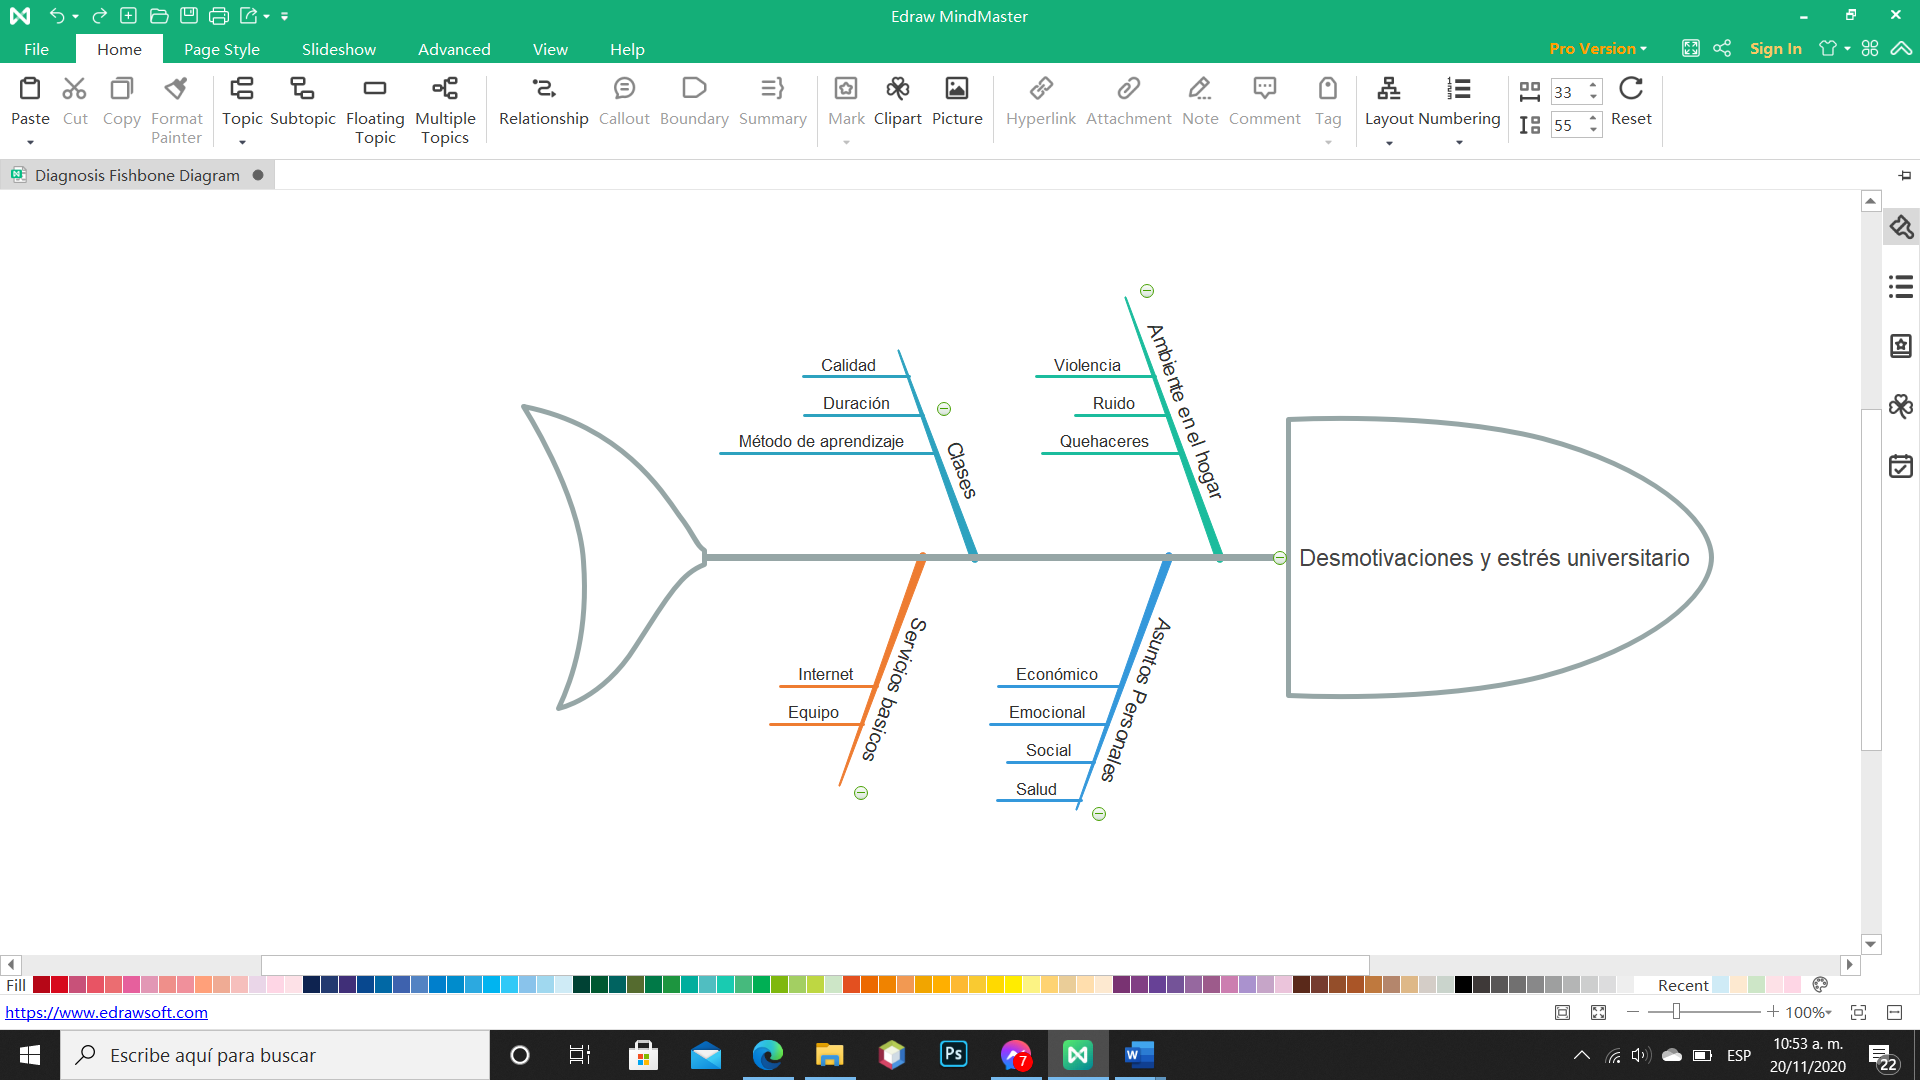 Edraw MindMaster
File Home Page Style Slideshow Advanced View Help
Pro Version Sign In
Paste Cut Copy Format Painter Topic Subtopic Floating Topic Multiple Topics Relationship Callout Boundary Summary Mark Clipart Picture Hyperlink Attachment Note Comment Tag Layout Numbering 33 55 Reset
Diagnosis Fishbone Diagram
Calidad
Duración
Método de aprendizaje
Clases
Violencia
Ruido
Quehaceres
Ambiente en el hogar
Desmotivaciones y estrés universitario
Internet
Equipo
Servicios basicos
Económico
Emocional
Social
Salud
Asuntos Personales
Fill
Recent
https://www.edrawsoft.com
100%
Escribe aquí para buscar
Ps
7
W
ESP
10:53 a. m.
20/11/2020
22